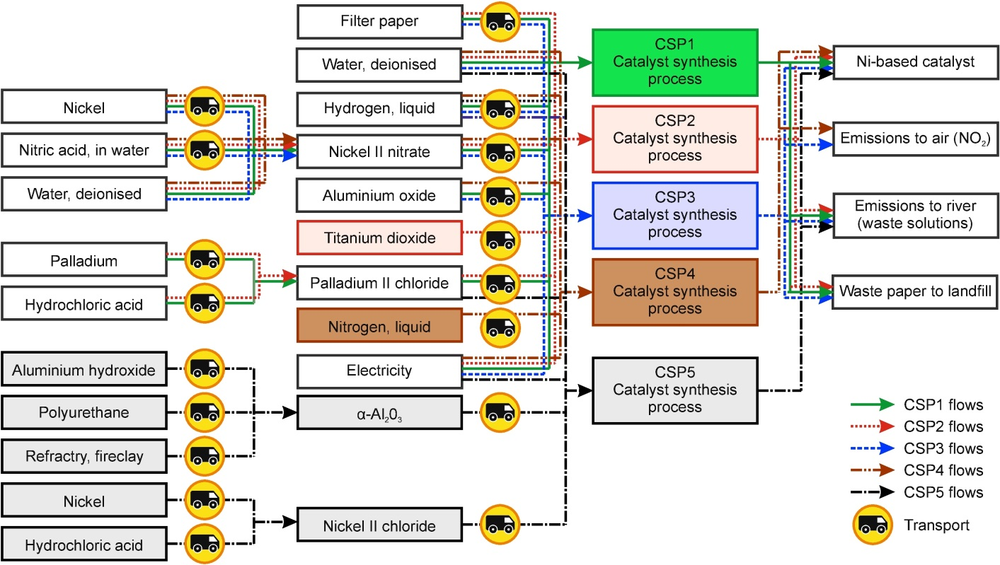 Nickel
Nitric acid, in water
Water, deionised
Palladium
Hydrochloric acid
Aluminium hydroxide
Polyurethane
Refractry, fireclay
Nickel
Hydrochloric acid
Filter paper
Water, deionised
Hydrogen, liquid
Nickel II nitrate
Aluminium oxide
Titanium dioxide
Palladium II chloride
Nitrogen, liquid
Electricity
α-Al₂0₃
Nickel II chloride
CSP1
Catalyst synthesis
process
CSP2
Catalyst synthesis
process
CSP3
Catalyst synthesis
process
CSP4
Catalyst synthesis
process
CSP5
Catalyst synthesis
process
Ni-based catalyst
Emissions to air (NO₂)
Emissions to river
(waste solutions)
Waste paper to landfill
CSP1 flows
CSP2 flows
CSP3 flows
CSP4 flows
CSP5 flows
Transport